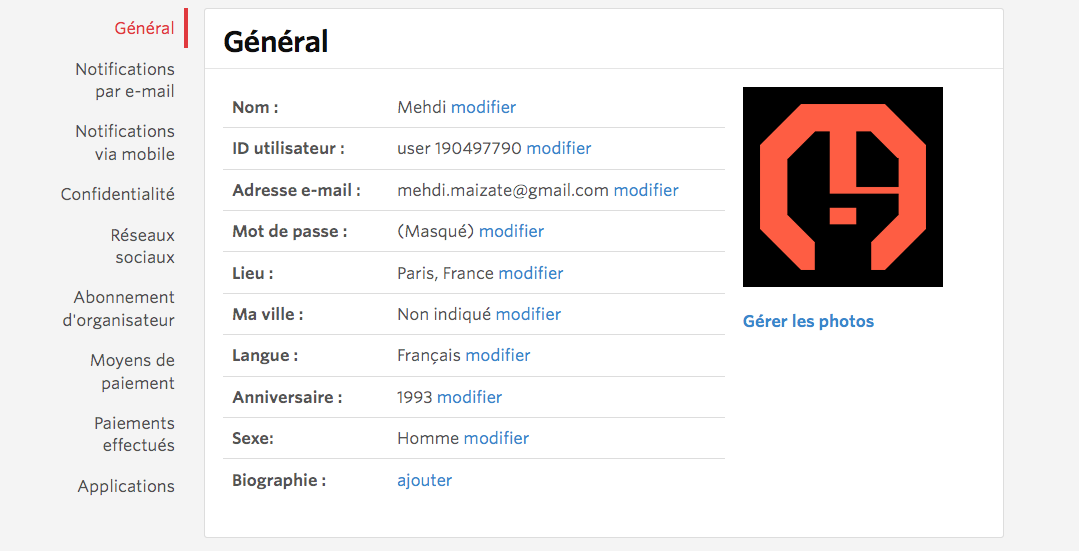 Général
Notifications
par e-mail
Notifications
via mobile
Confidentialité
Réseaux
sociaux
Abonnement
d'organisateur
Moyens de
paiement
Paiements
effectués
Applications
Général
Nom : Mehdi modifier
ID utilisateur : user 190497790 modifier
Adresse e-mail : mehdi.maizate@gmail.com modifier
Mot de passe : (Masqué) modifier
Lieu : Paris, France modifier
Ma ville : Non indiqué modifier
Langue : Français modifier
Anniversaire : 1993 modifier
Sexe: Homme modifier
Biographie : ajouter
Gérer les photos